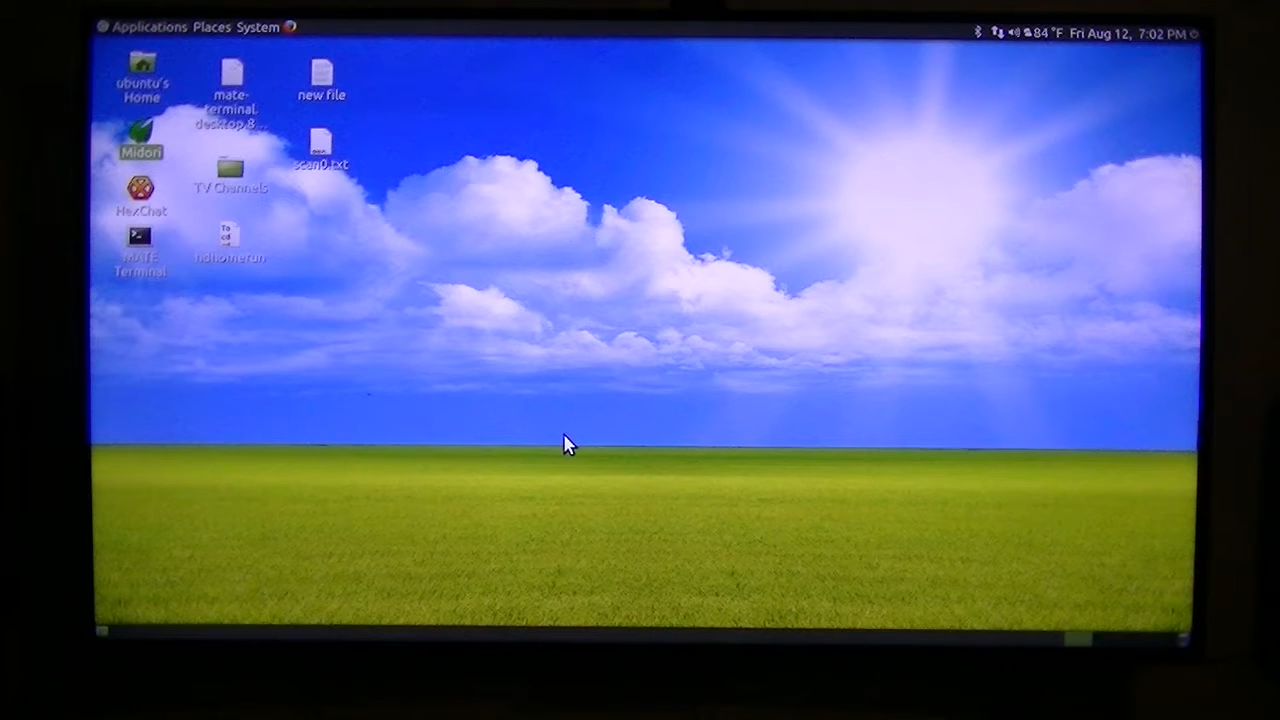 Applications Places System
84 °F Fri Aug 12, 7:02 PM
ubuntu's
Home
mate-
terminal.
desktop.8...
new file
Midori
scan0.txt
TV Channels
HexChat
MATE
Terminal
hdhomerun